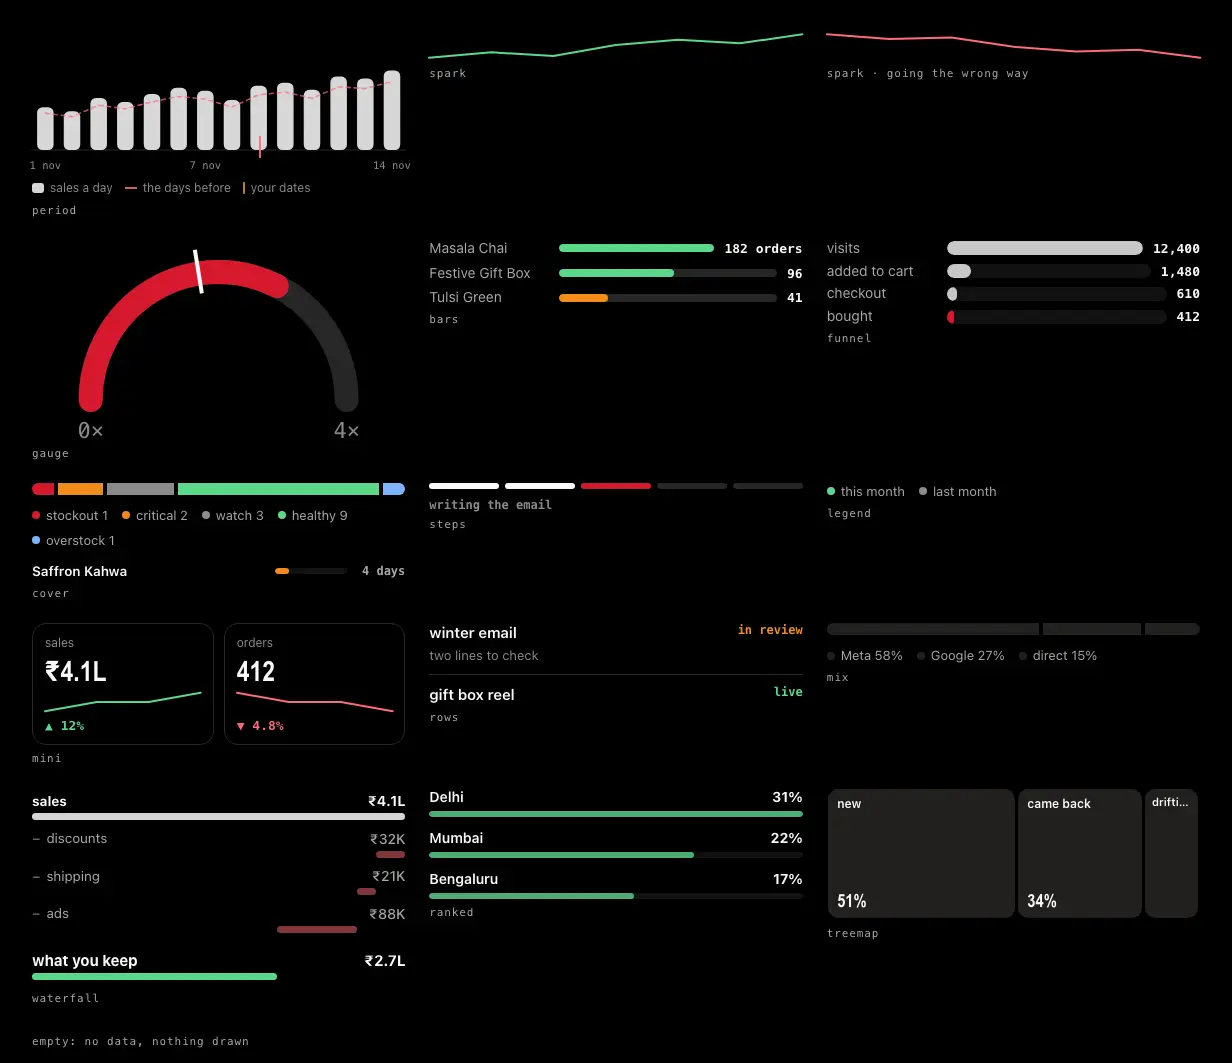 spark
spark · going the wrong way
1 nov 7 nov 14 nov
sales a day the days before your dates
period
0× 4×
gauge
Masala Chai 182 orders
Festive Gift Box 96
Tulsi Green 41
bars
visits 12,400
added to cart 1,480
checkout 610
bought 412
funnel
stockout 1 critical 2 watch 3 healthy 9
overstock 1
Saffron Kahwa 4 days
cover
writing the email
steps
this month last month
legend
sales
₹4.1L
▲ 12%
orders
412
▼ 4.8%
mini
winter email in review
two lines to check
gift box reel live
rows
Meta 58% Google 27% direct 15%
mix
sales ₹4.1L
– discounts ₹32K
– shipping ₹21K
– ads ₹88K
what you keep ₹2.7L
waterfall
Delhi 31%
Mumbai 22%
Bengaluru 17%
ranked
new came back drifti…
51% 34%
treemap
empty: no data, nothing drawn